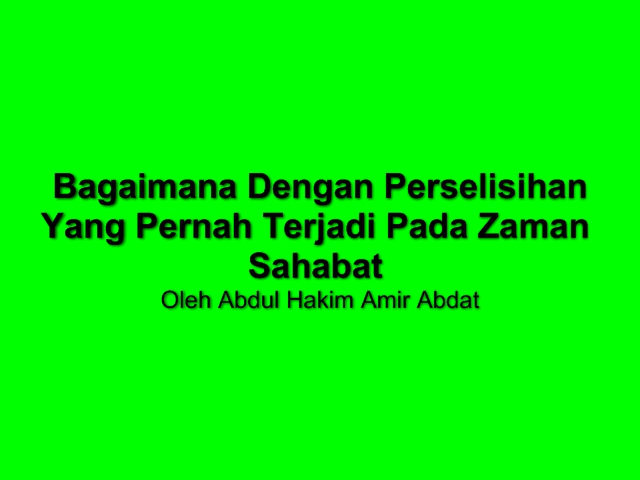 Bagaimana Dengan Perselisihan
Yang Pernah Terjadi Pada Zaman
Sahabat
Oleh Abdul Hakim Amir Abdat